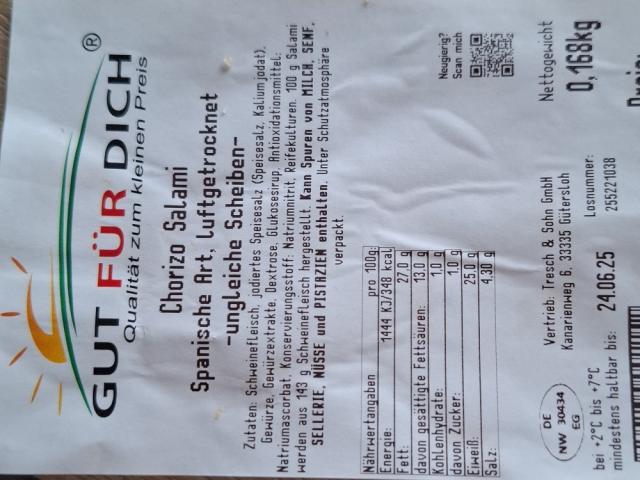 GUT FÜR DICH ®
Qualität zum kleinen Preis
Chorizo Salami
Spanische Art, luftgetrocknet
-ungleiche Scheiben-
Zutaten: Schweinefleisch, jodiertes Speisesalz (Speisesalz, Kaliumjodat),
Gewürze, Gewürzextrakte, Dextrose, Glukosesirup, Antioxidationsmittel:
Natriumascorbat, Konservierungsstoff: Natriumnitrit, Reifekulturen. 100 g Salami
werden aus 143 g Schweinefleisch hergestellt. Kann Spuren von MILCH, SENF,
SELLERIE, NÜSSE und PISTAZIEN enthalten. Unter Schutzatmosphäre
verpackt.
Nährwertangaben pro 100g:
Energie: 1444 KJ/348 kcal
Fett: 27,0 g
davon gesättigte Fettsäuren: 13,0 g
Kohlenhydrate: 1,0 g
davon Zucker: 1,0 g
Eiweiß: 25,0 g
Salz: 4,30 g
Neugierig?
Scan mich
DE
NW 30434
EG
Vertrieb: Tresch & Sohn GmbH
Kanarienweg 6, 33335 Gütersloh
Nettogewicht
0,168kg
bei +2°C bis +7°C
mindestens haltbar bis: 24.06.25
Losnummer:
255221038